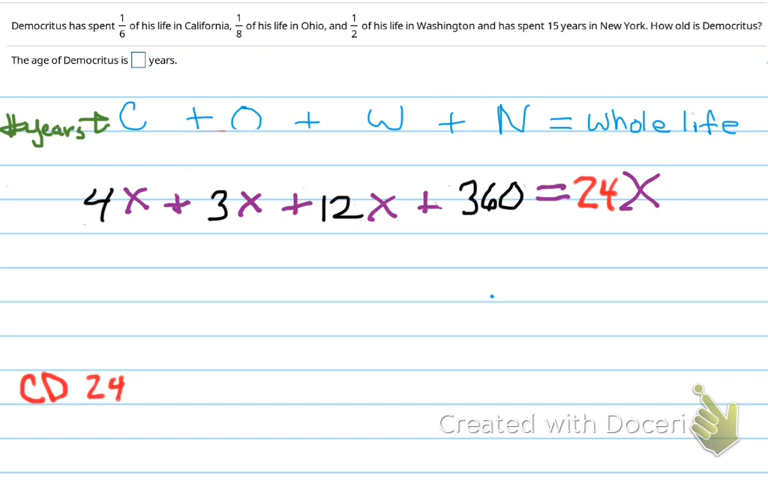 Democritus has spent 1/6 of his life in California, 1/8 of his life in Ohio, and 1/2 of his life in Washington and has spent 15 years in New York. How old is Democritus?
The age of Democritus is years.
#years→ C + O + W + N = whole life
4x + 3x + 12x + 360 = 24X
CD 24
Created with Doceri